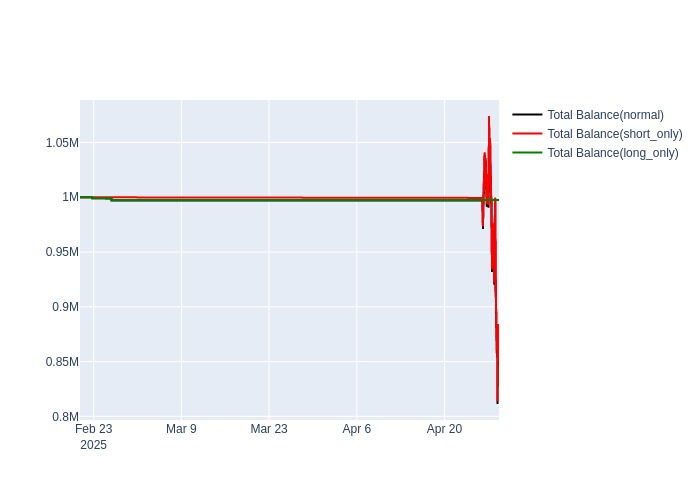 Total Balance(normal)
Total Balance(short_only)
Total Balance(long_only)
1.05M
1M
0.95M
0.9M
0.85M
0.8M
Feb 23
2025
Mar 9
Mar 23
Apr 6
Apr 20